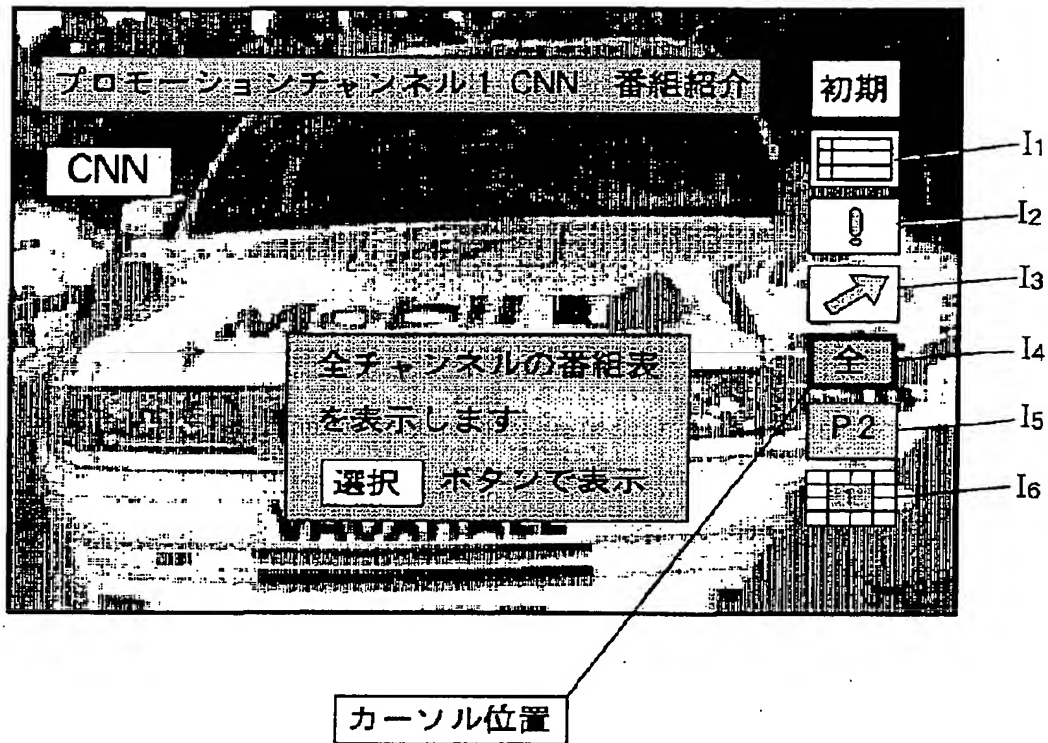 プロモーションチャンネル1 CNN 番組紹介
初期
CNN
I1
I2
I3
全
I4
P2
I5
1
I6
全チャンネルの番組表
を表示します
選択 ボタンで表示
VAUXHALL
カーソル位置